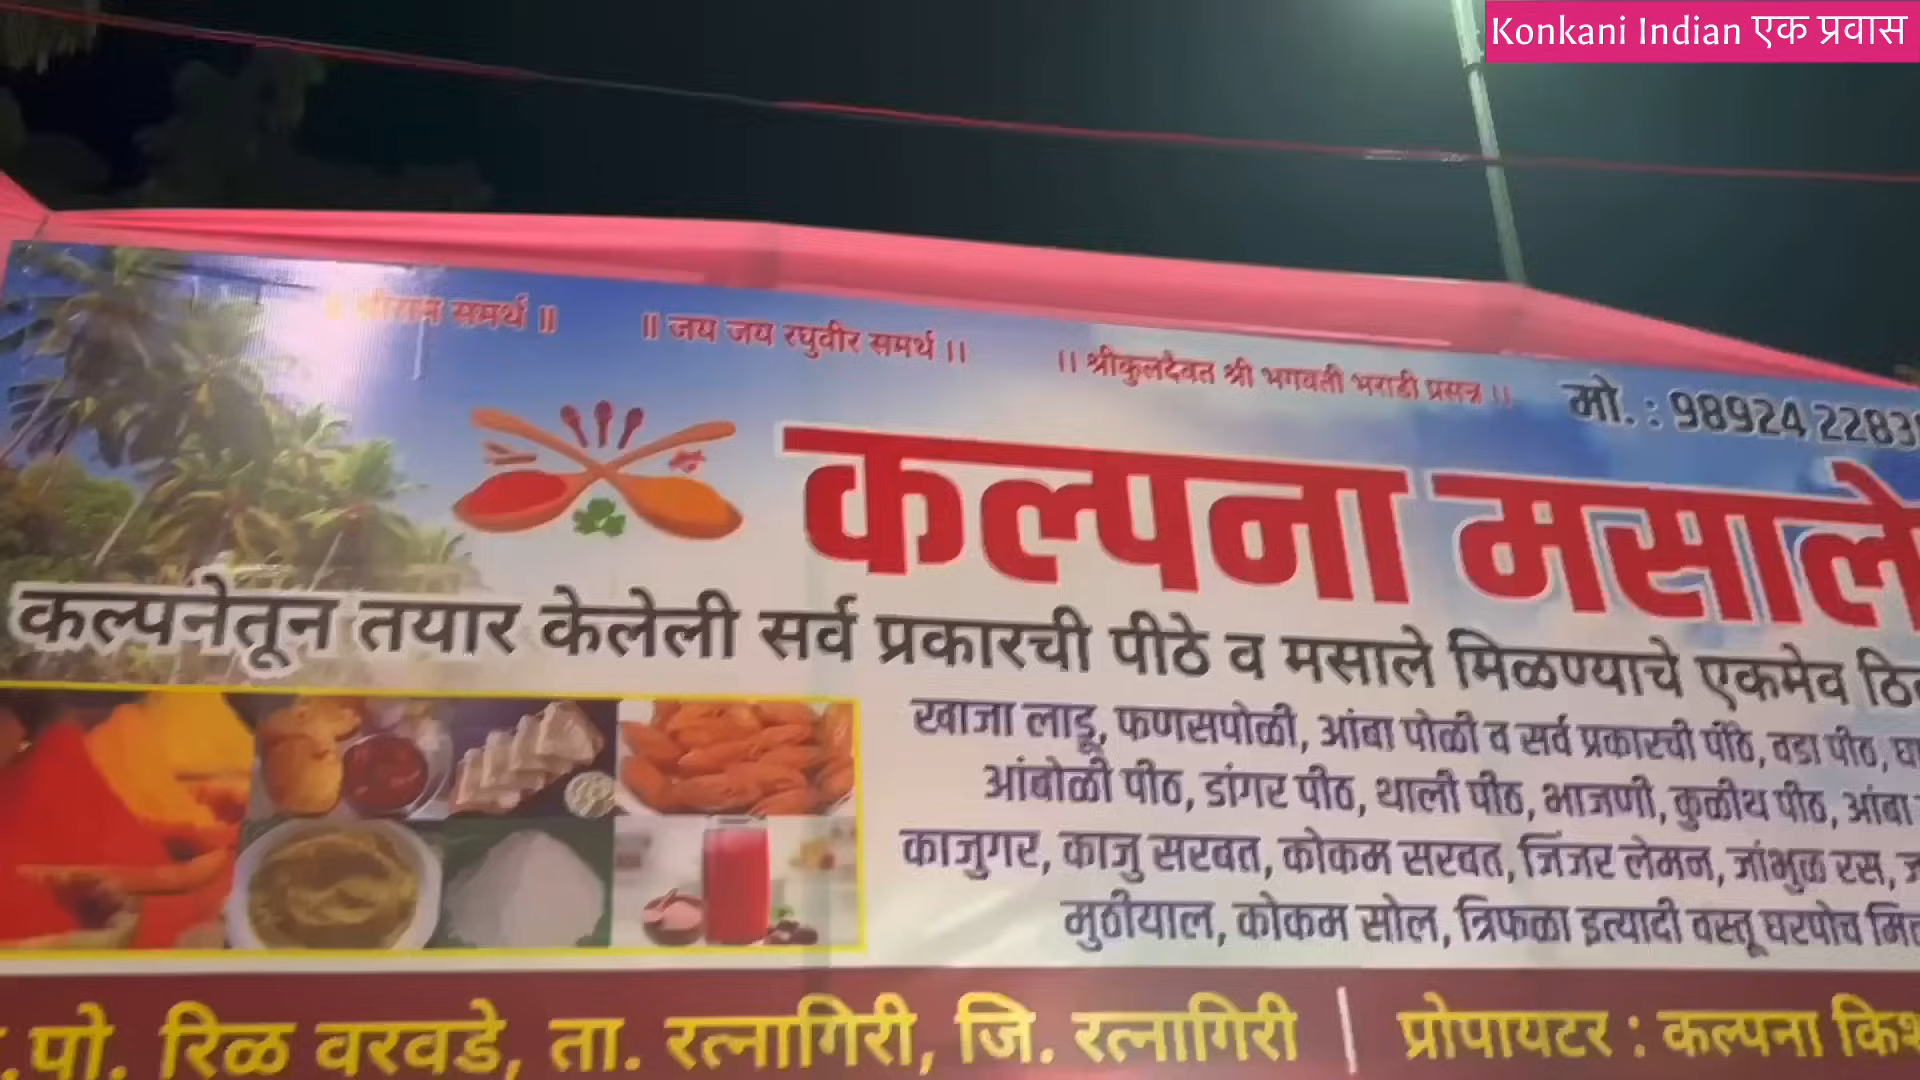 Konkani Indian एक प्रवास
समर्थ ॥ ॥ जय जय रघुवीर समर्थ ।। ।। श्रीकुलदैवत श्री भगवती भराडी प्रसन्न ।।
मो. : 98924 2283
कल्पना मसाले
कल्पनेतून तयार केलेली सर्व प्रकारची पीठे व मसाले मिळण्याचे एकमेव
खाजा लाडू, फणसपोळी, आंबा पोळी व सर्व प्रकारची पीठे, वडा पीठ,
आंबोळी पीठ, डांगर पीठ, थाली पीठ, भाजणी, कुळीथ पीठ, आंबा
काजुगर, काजु सरबत, कोकम सरबत, जिंजर लेमन, जांभुळ रस,
मुठीयाल, कोकम सोल, त्रिफळा इत्यादी वस्तू घरपोच
.पो. रिळ वरवडे, ता. रत्नागिरी, जि. रत्नागिरी | प्रोपायटर : कल्पना